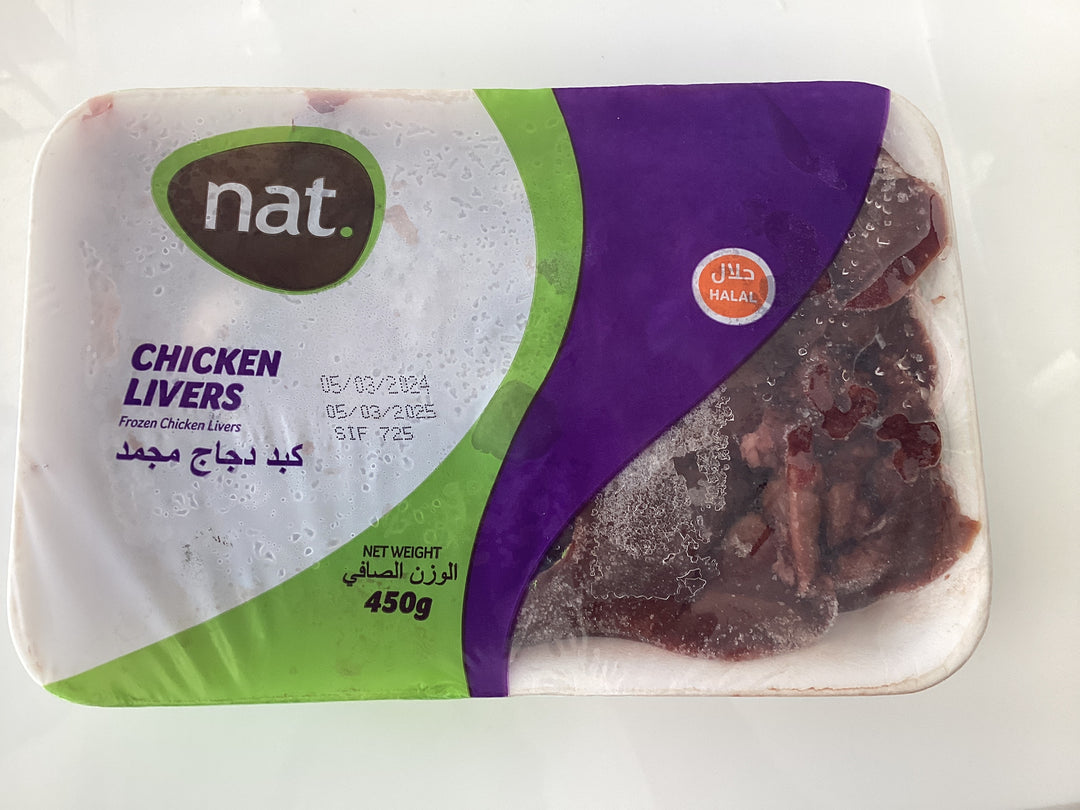 nat.
CHICKEN
LIVERS
Frozen Chicken Livers
كبد دجاج مجمد
05/03/2024
05/03/2025
SIF 725
حلال
HALAL
NET WEIGHT
الوزن الصافي
450g